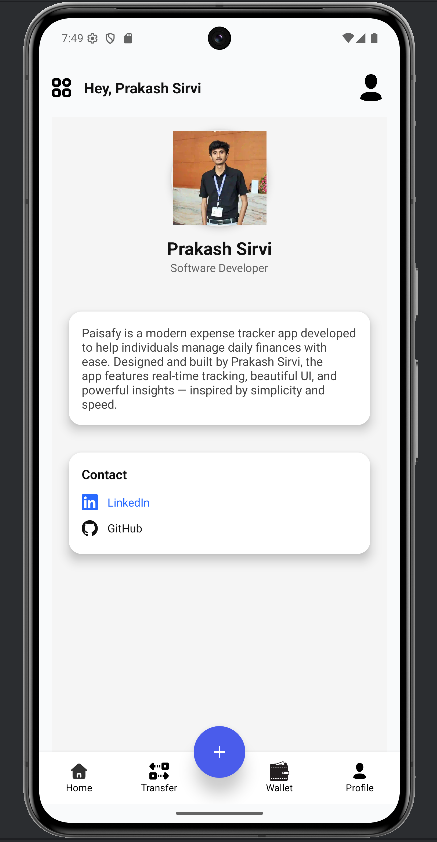 7:49
Hey, Prakash Sirvi
Prakash Sirvi
Software Developer
Paisafy is a modern expense tracker app developed
to help individuals manage daily finances with
ease. Designed and built by Prakash Sirvi, the
app features real-time tracking, beautiful UI, and
powerful insights — inspired by simplicity and
speed.
Contact
in LinkedIn
GitHub
+
Home Transfer Wallet Profile